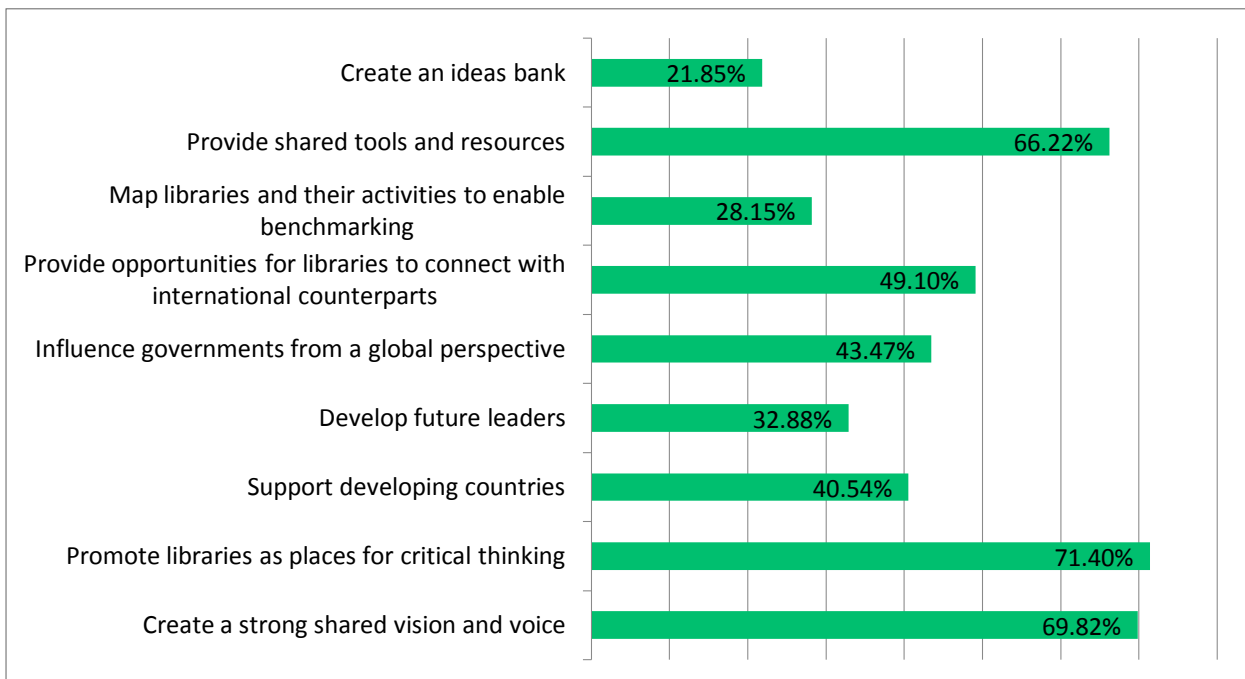 Create an ideas bank
21.85%
Provide shared tools and resources
66.22%
Map libraries and their activities to enable
benchmarking
28.15%
Provide opportunities for libraries to connect with
international counterparts
49.10%
Influence governments from a global perspective
43.47%
Develop future leaders
32.88%
Support developing countries
40.54%
Promote libraries as places for critical thinking
71.40%
Create a strong shared vision and voice
69.82%